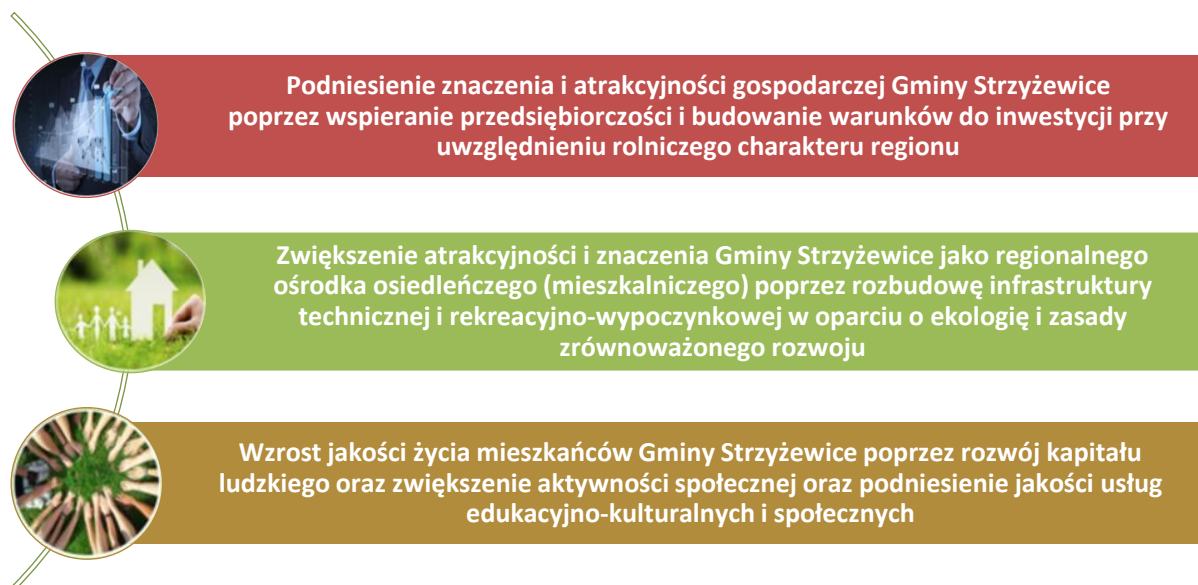 Podniesienie znaczenia i atrakcyjności gospodarczej Gminy Strzyżewice
poprzez wspieranie przedsiębiorczości i budowanie warunków do inwestycji przy
uwzględnieniu rolniczego charakteru regionu
Zwiększenie atrakcyjności i znaczenia Gminy Strzyżewice jako regionalnego
ośrodka osiedleńczego (mieszkalniczego) poprzez rozbudowę infrastruktury
technicznej i rekreacyjno-wypoczynkowej w oparciu o ekologię i zasady
zrównoważonego rozwoju
Wzrost jakości życia mieszkańców Gminy Strzyżewice poprzez rozwój kapitału
ludzkiego oraz zwiększenie aktywności społecznej oraz podniesienie jakości usług
edukacyjno-kulturalnych i społecznych